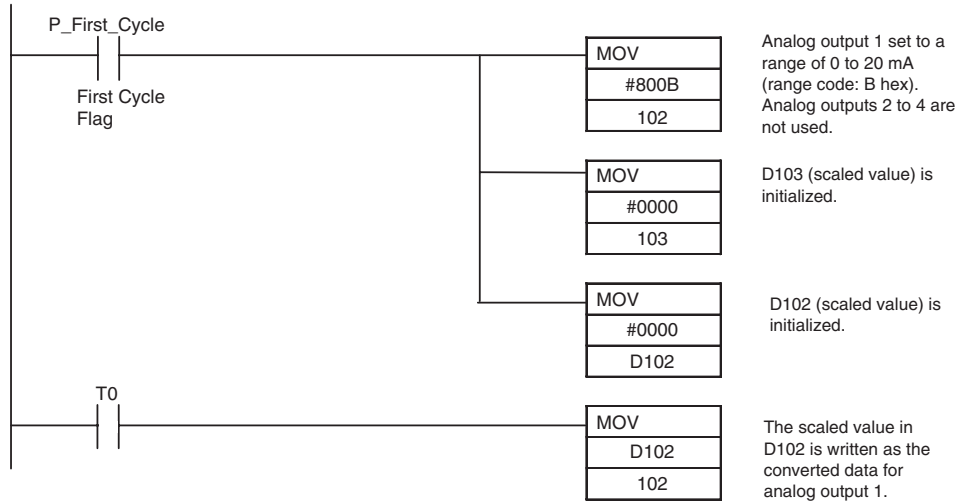 P_First_Cycle
First Cycle
Flag
MOV
#800B
102
Analog output 1 set to a
range of 0 to 20 mA
(range code: B hex).
Analog outputs 2 to 4 are
not used.
MOV
#0000
103
D103 (scaled value) is
initialized.
MOV
#0000
D102
D102 (scaled value) is
initialized.
T0
MOV
D102
102
The scaled value in
D102 is written as the
converted data for
analog output 1.